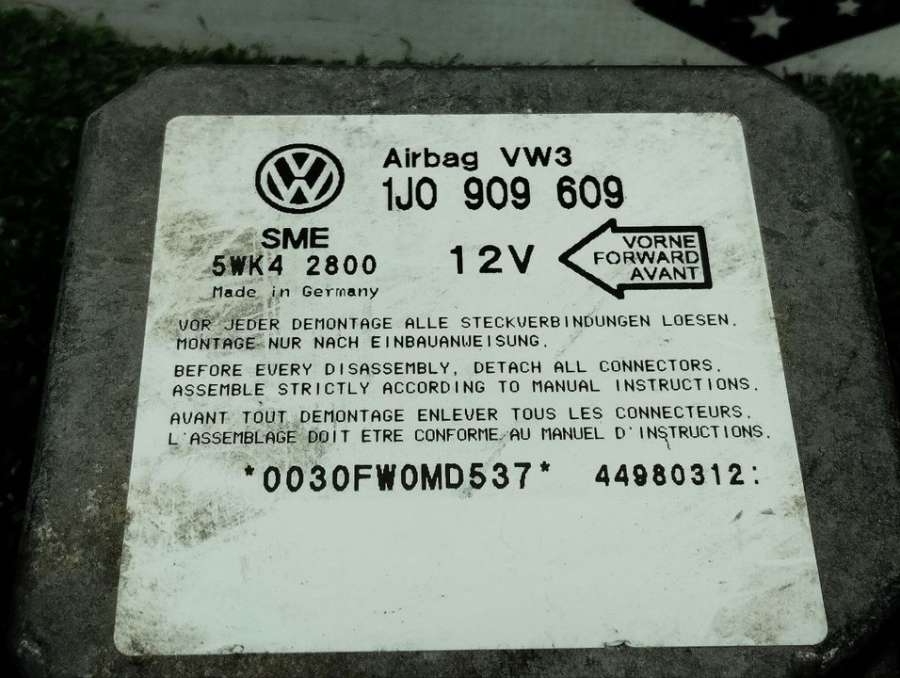 Airbag VW3
1J0 909 609
SME
5WK4 2800
Made in Germany
12V
VORNE
FORWARD
AVANT
VOR JEDER DEMONTAGE ALLE STECKVERBINDUNGEN LOESEN.
MONTAGE NUR NACH EINBAUANWEISUNG.
BEFORE EVERY DISASSEMBLY, DETACH ALL CONNECTORS.
ASSEMBLE STRICTLY ACCORDING TO MANUAL INSTRUCTIONS.
AVANT TOUT DEMONTAGE ENLEVER TOUS LES CONNECTEURS.
L'ASSEMBLAGE DOIT ETRE CONFORME AU MANUEL D'INSTRUCTIONS.
*0030FW0MD537* 44980312: